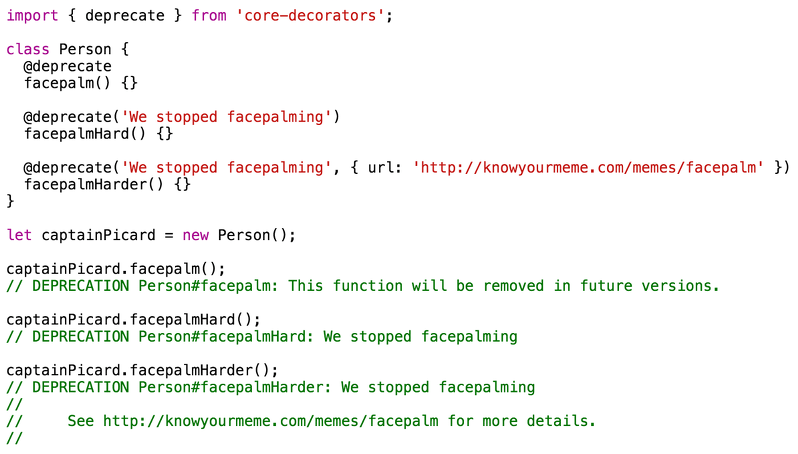 import { deprecate } from 'core-decorators';

class Person {
  @deprecate
  facepalm() {}

  @deprecate('We stopped facepalming')
  facepalmHard() {}

  @deprecate('We stopped facepalming', { url: 'http://knowyourmeme.com/memes/facepalm' })
  facepalmHarder() {}
}

let captainPicard = new Person();

captainPicard.facepalm();
// DEPRECATION Person#facepalm: This function will be removed in future versions.

captainPicard.facepalmHard();
// DEPRECATION Person#facepalmHard: We stopped facepalming

captainPicard.facepalmHarder();
// DEPRECATION Person#facepalmHarder: We stopped facepalming
//
//     See http://knowyourmeme.com/memes/facepalm for more details.
//